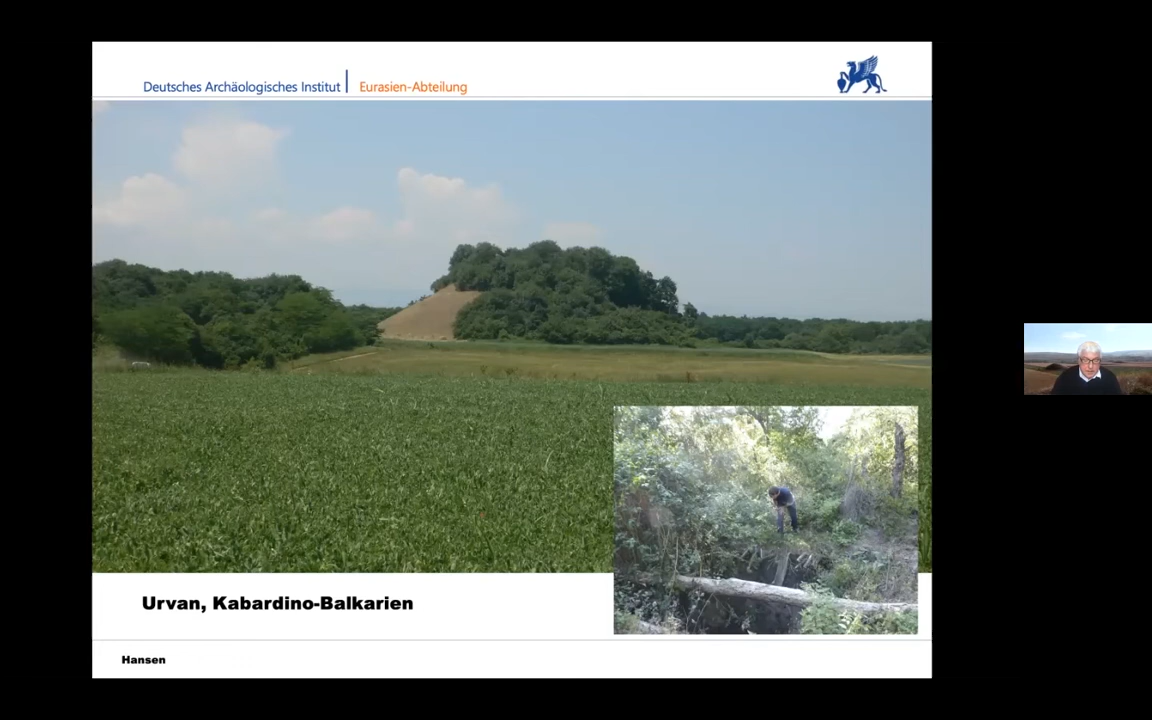 Deutsches Archäologisches Institut | Eurasien-Abteilung
Urvan, Kabardino-Balkarien
Hansen